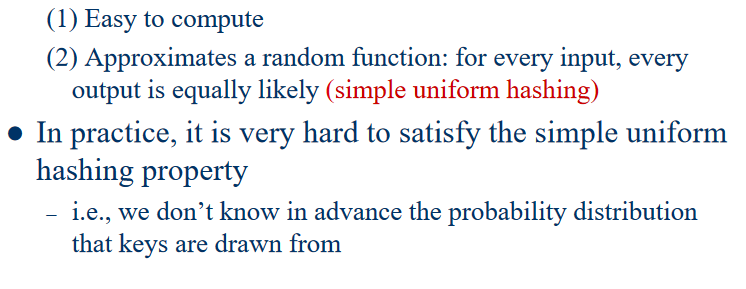 (1) Easy to compute
(2) Approximates a random function: for every input, every
output is equally likely (simple uniform hashing)
● In practice, it is very hard to satisfy the simple uniform
hashing property
– i.e., we don’t know in advance the probability distribution
that keys are drawn from